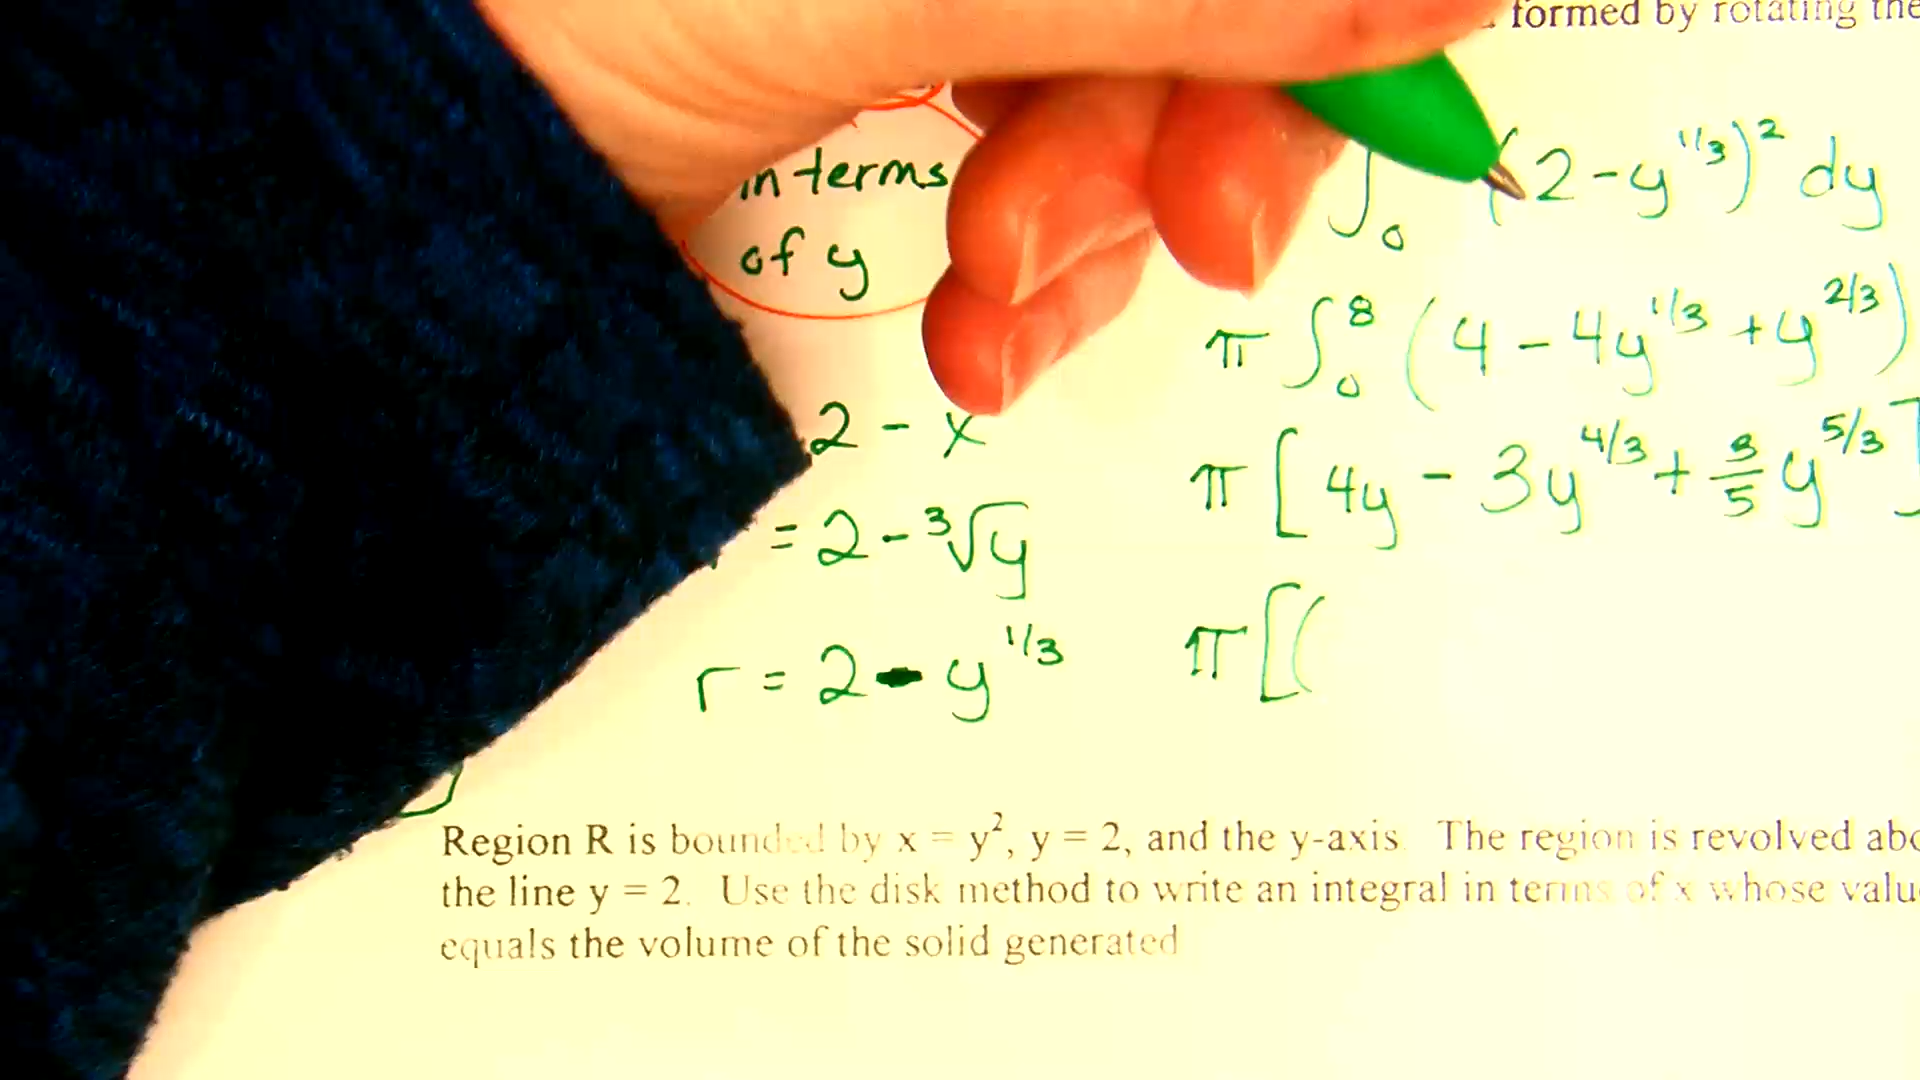 formed by rotating the
in terms
of y
∫₀ (2-y^1/3)² dy
π ∫₀⁸ (4 - 4y^1/3 + y^2/3)
2 - x
π [4y - 3y^4/3 + 3/5 y^5/3]
= 2 - ³√y
π [(
r = 2 - y^1/3
Region R is bounded by x = y², y = 2, and the y-axis. The region is revolved
the line y = 2. Use the disk method to write an integral in terms of x whose
equals the volume of the solid generated